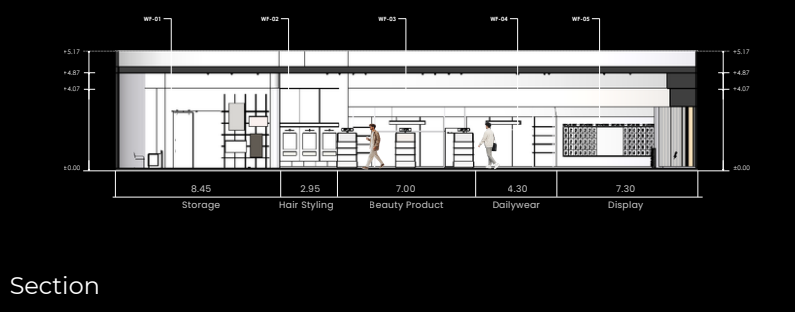 WF-01 WF-02 WF-03 WF-04 WF-05
+5.17 +5.17
+4.87 +4.87
+4.07 +4.07
±0.00 ±0.00
8.45 2.95 7.00 4.30 7.30
Storage Hair Styling Beauty Product Dailywear Display
Section